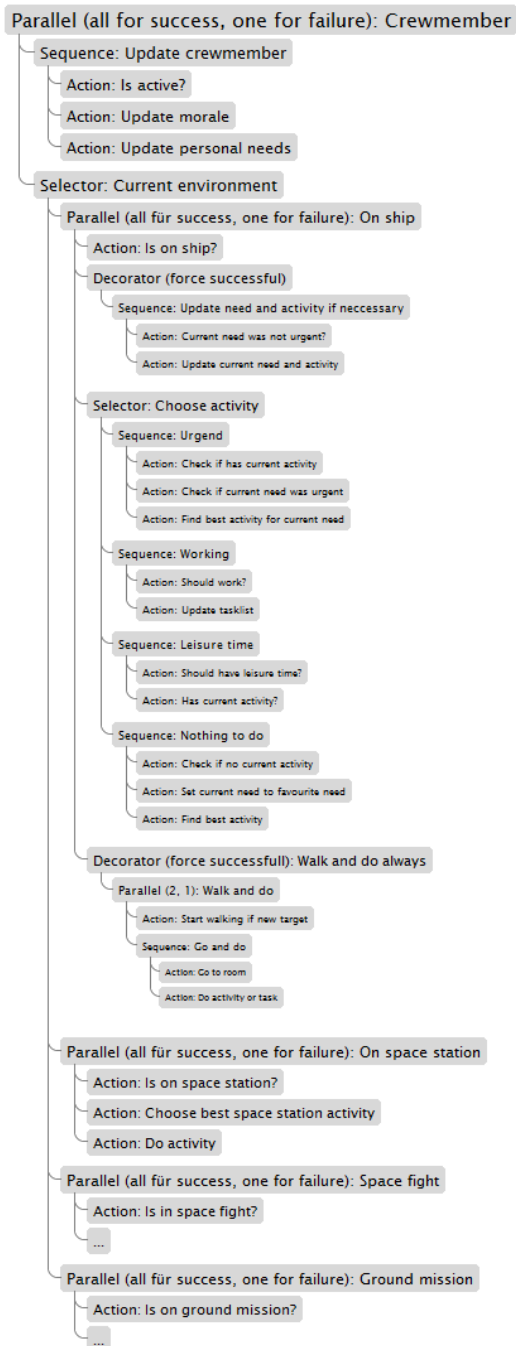 Parallel (all for success, one for failure): Crewmember
Sequence: Update crewmember
Action: Is active?
Action: Update morale
Action: Update personal needs
Selector: Current environment
Parallel (all für success, one for failure): On ship
Action: Is on ship?
Decorator (force successful)
Sequence: Update need and activity if neccessary
Action: Current need was not urgent?
Action: Update current need and activity
Selector: Choose activity
Sequence: Urgend
Action: Check if has current activity
Action: Check if current need was urgent
Action: Find best activity for current need
Sequence: Working
Action: Should work?
Action: Update tasklist
Sequence: Leisure time
Action: Should have leisure time?
Action: Has current activity?
Sequence: Nothing to do
Action: Check if no current activity
Action: Set current need to favourite need
Action: Find best activity
Decorator (force successfull): Walk and do always
Parallel (2, 1): Walk and do
Action: Start walking if new target
Sequence: Go and do
Action: Go to room
Action: Do activity or task
Parallel (all für success, one for failure): On space station
Action: Is on space station?
Action: Choose best space station activity
Action: Do activity
Parallel (all für success, one for failure): Space fight
Action: Is in space fight?
...
Parallel (all für success, one for failure): Ground mission
Action: Is on ground mission?
...